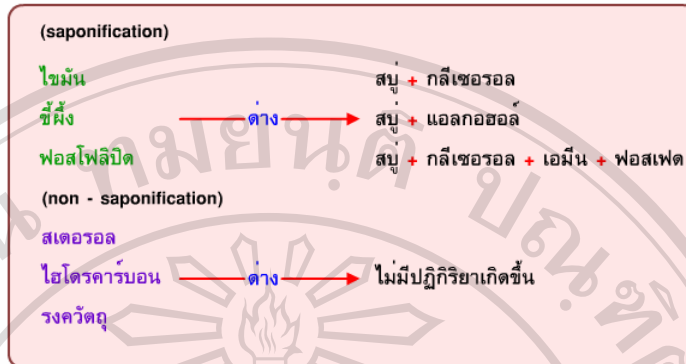 (saponification)
ไขมัน สบู่ + กลีเซอรอล
ขี้ผึ้ง ด่าง สบู่ + แอลกอฮอล์
ฟอสโฟลิปิด สบู่ + กลีเซอรอล + เอมีน + ฟอสเฟต
(non - saponification)
สเตอรอล
ไฮโดรคาร์บอน ด่าง ไม่มีปฏิกิริยาเกิดขึ้น
รงควัตถุ